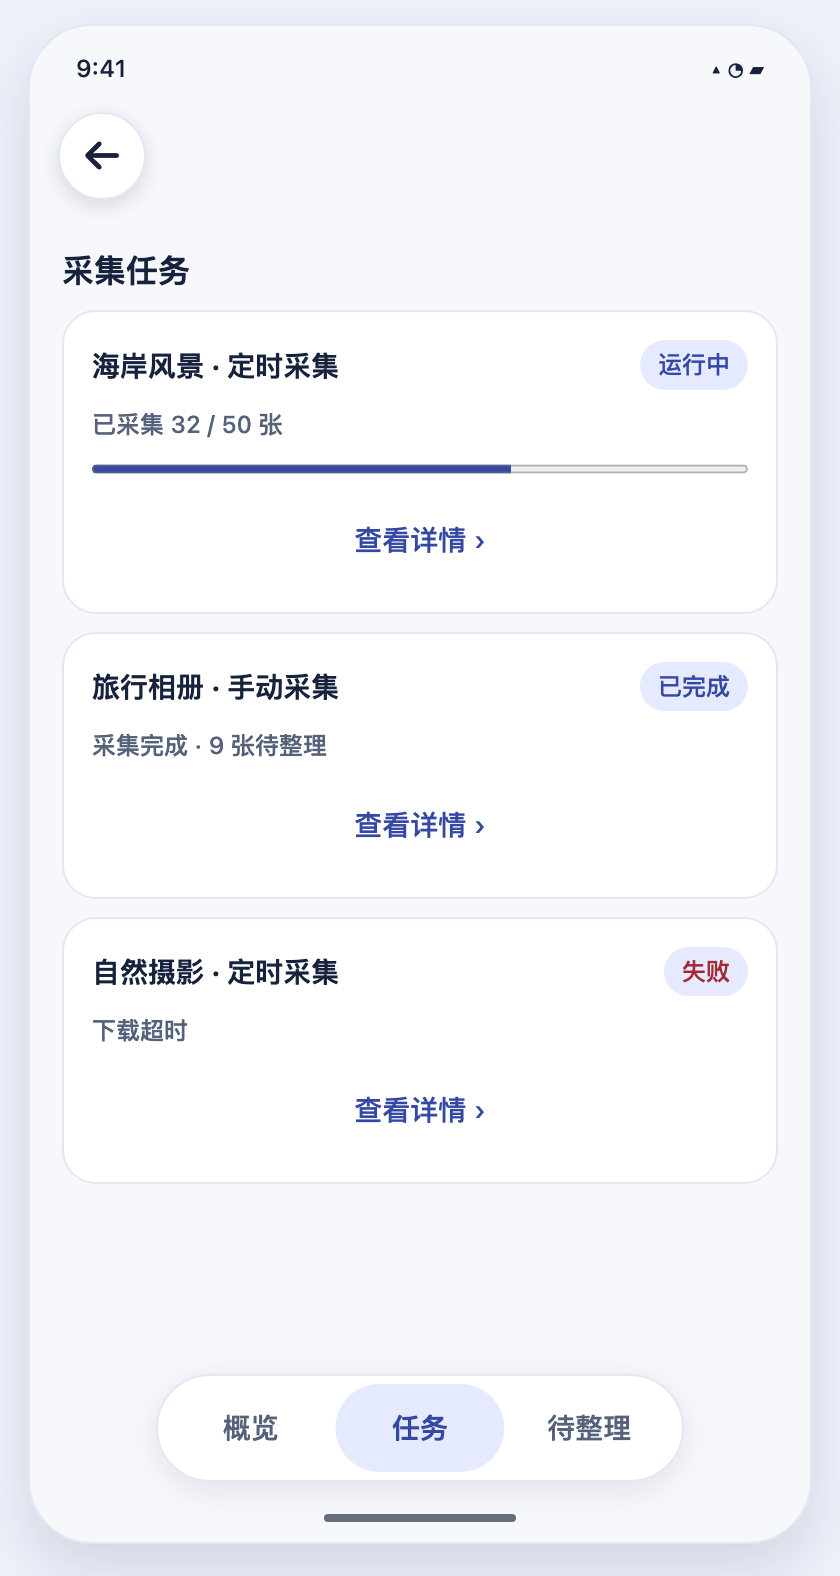 9:41
采集任务
海岸风景 · 定时采集
运行中
已采集 32 / 50 张
查看详情 ›
旅行相册 · 手动采集
已完成
采集完成 · 9 张待整理
查看详情 ›
自然摄影 · 定时采集
失败
下载超时
查看详情 ›
概览
任务
待整理